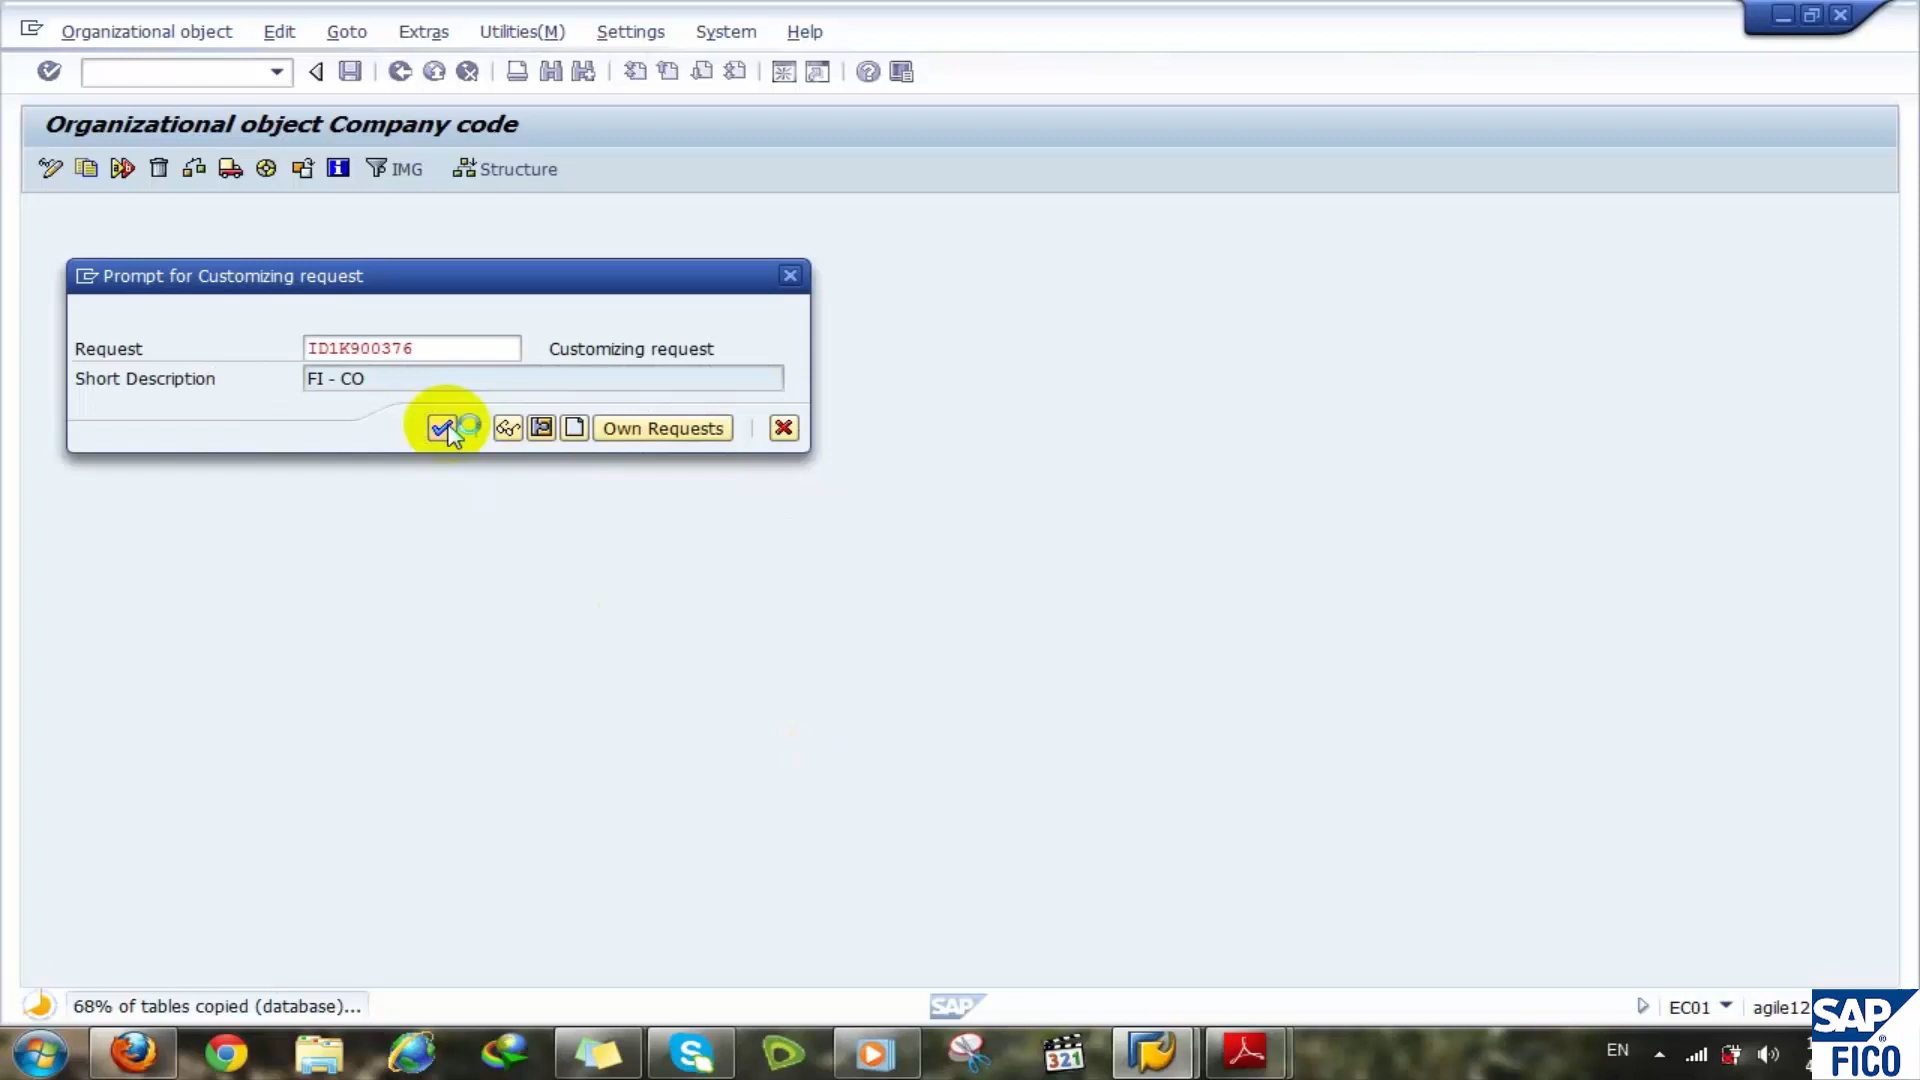 Organizational object Edit Goto Extras Utilities(M) Settings System Help
Organizational object Company code
IMG Structure
Prompt for Customizing request
Request ID1K900376 Customizing request
Short Description FI - CO
Own Requests
68% of tables copied (database)... SAP EC01 agile12
SAP
FICO
321
EN